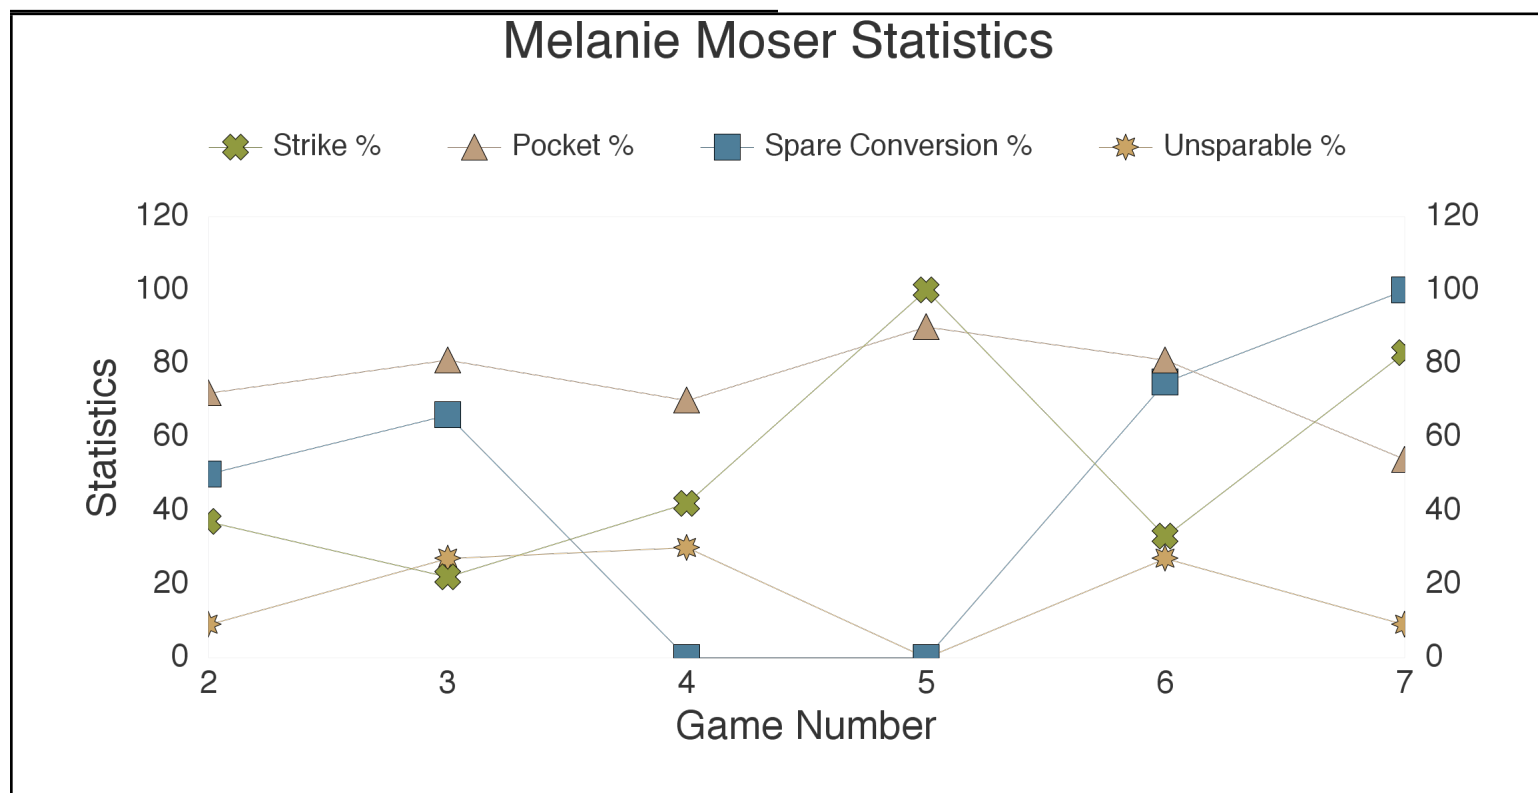 Melanie Moser Statistics
Strike % Pocket % Spare Conversion % Unsparable %
120 120
100 100
80 80
60 60
40 40
20 20
0 0
Statistics
2 3 4 5 6 7
Game Number